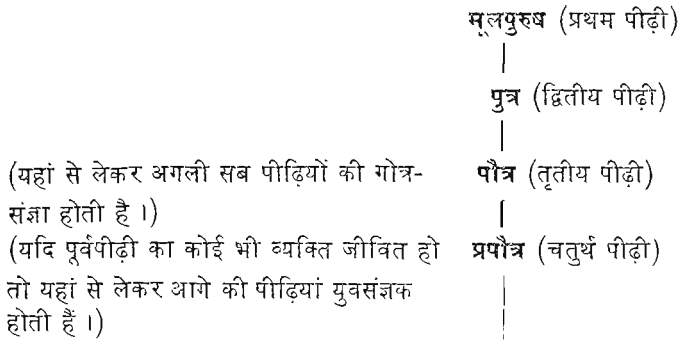 मूलपुरुष (प्रथम पीढ़ी)
पुत्र (द्वितीय पीढ़ी)
(यहां से लेकर अगली सब पीढ़ियों की गोत्र- पौत्र (तृतीय पीढ़ी)
संज्ञा होती है ।)
(यदि पूर्वपीढ़ी का कोई भी व्यक्ति जीवित हो प्रपौत्र (चतुर्थ पीढ़ी)
तो यहां से लेकर आगे की पीढ़ियां युवसंज्ञक
होती हैं ।)